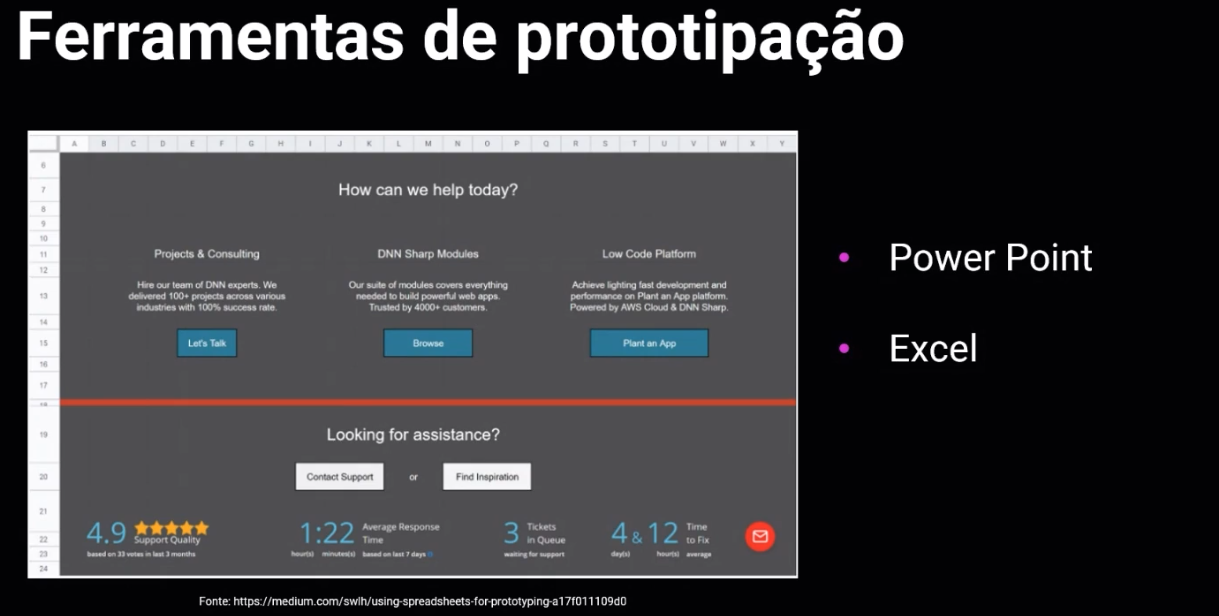 Ferramentas de prototipação
A B C D E F G H I J K L M N O P Q R S T U V W X Y
6
7
8
9
10
11
12
13
14
15
16
17
18
19
20
21
22
23
24
How can we help today?
Projects & Consulting
Hire our team of DNN experts. We
delivered 100+ projects across various
industries with 100% success rate.
Let's Talk
DNN Sharp Modules
Our suite of modules covers everything
needed to build powerful web apps.
Trusted by 4000+ customers.
Browse
Low Code Platform
Achieve lighting fast development and
performance on Plant an App platform.
Powered by AWS Cloud & DNN Sharp.
Plant an App
Looking for assistance?
Contact Support or Find Inspiration
4.9 Support Quality
based on 33 votes in last 3 months
1:22 Average Response
Time
hour(s) minutes(s) based on last 7 days
3 Tickets
in Queue
waiting for support
4 & 12 Time
to Fix
day(s) hour(s) average
• Power Point
• Excel
Fonte: https://medium.com/swlh/using-spreadsheets-for-prototyping-a17f011109d0